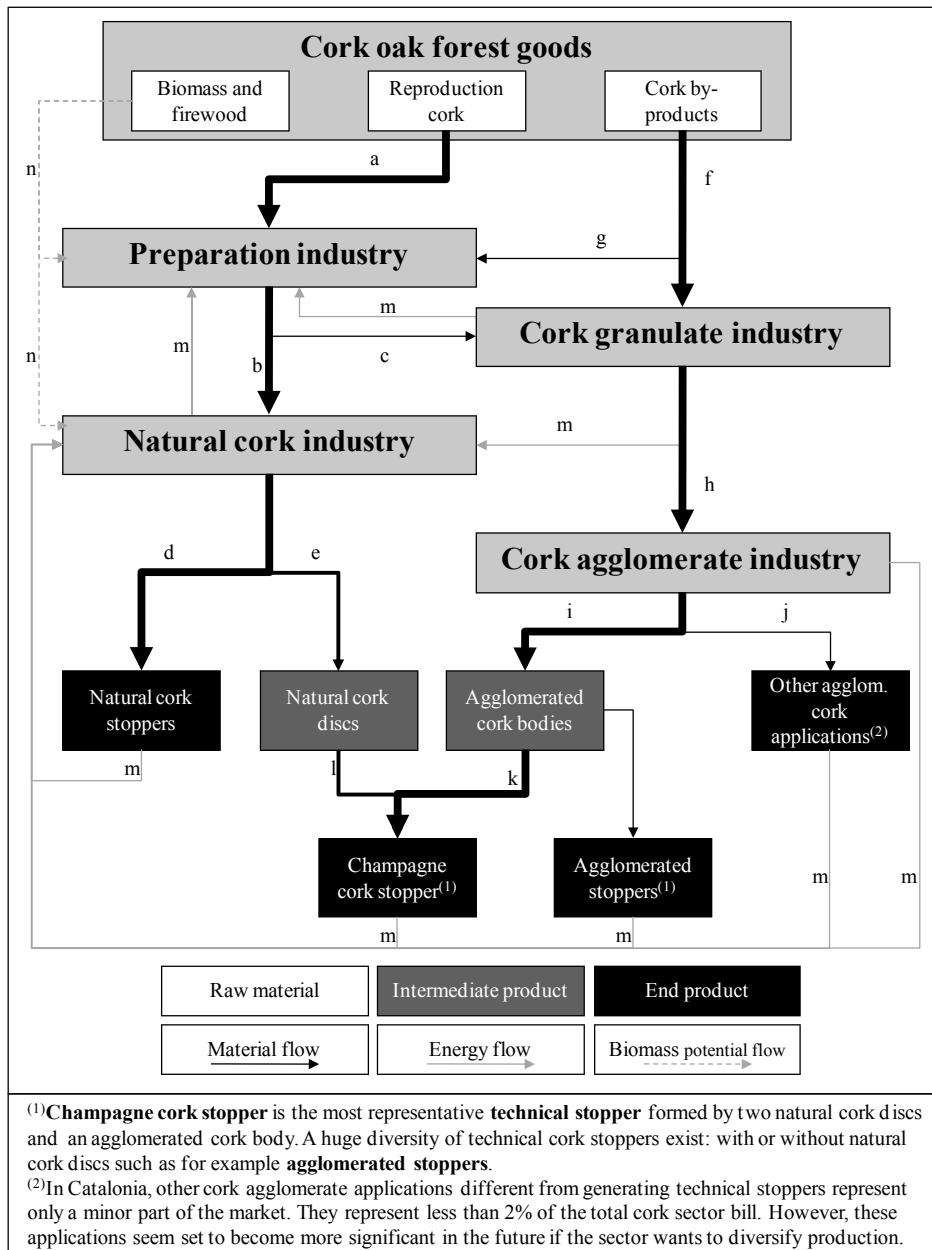 Cork oak forest goods
Biomass and
firewood
Reproduction
cork
Cork by-
products
n
a
f
Preparation industry
g
m
Cork granulate industry
n
m
b
c
Natural cork industry
m
h
d
e
Cork agglomerate industry
i
j
Natural cork
stoppers
Natural cork
discs
Agglomerated
cork bodies
Other agglom.
cork
applications(2)
m
l
k
Champagne
cork stopper(1)
Agglomerated
stoppers(1)
m
m
m
m
Raw material
Intermediate product
End product
Material flow
Energy flow
Biomass potential flow
(1)Champagne cork stopper is the most representative technical stopper formed by two natural cork discs
and an agglomerated cork body. A huge diversity of technical cork stoppers exist: with or without natural
cork discs such as for example agglomerated stoppers.
(2)In Catalonia, other cork agglomerate applications different from generating technical stoppers represent
only a minor part of the market. They represent less than 2% of the total cork sector bill. However, these
applications seem set to become more significant in the future if the sector wants to diversify production.